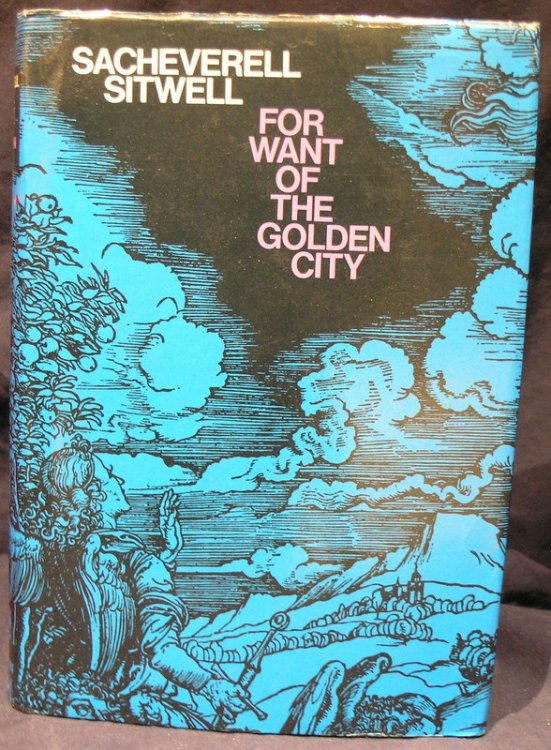 SACHEVERELL
SITWELL
FOR
WANT
OF
THE
GOLDEN
CITY